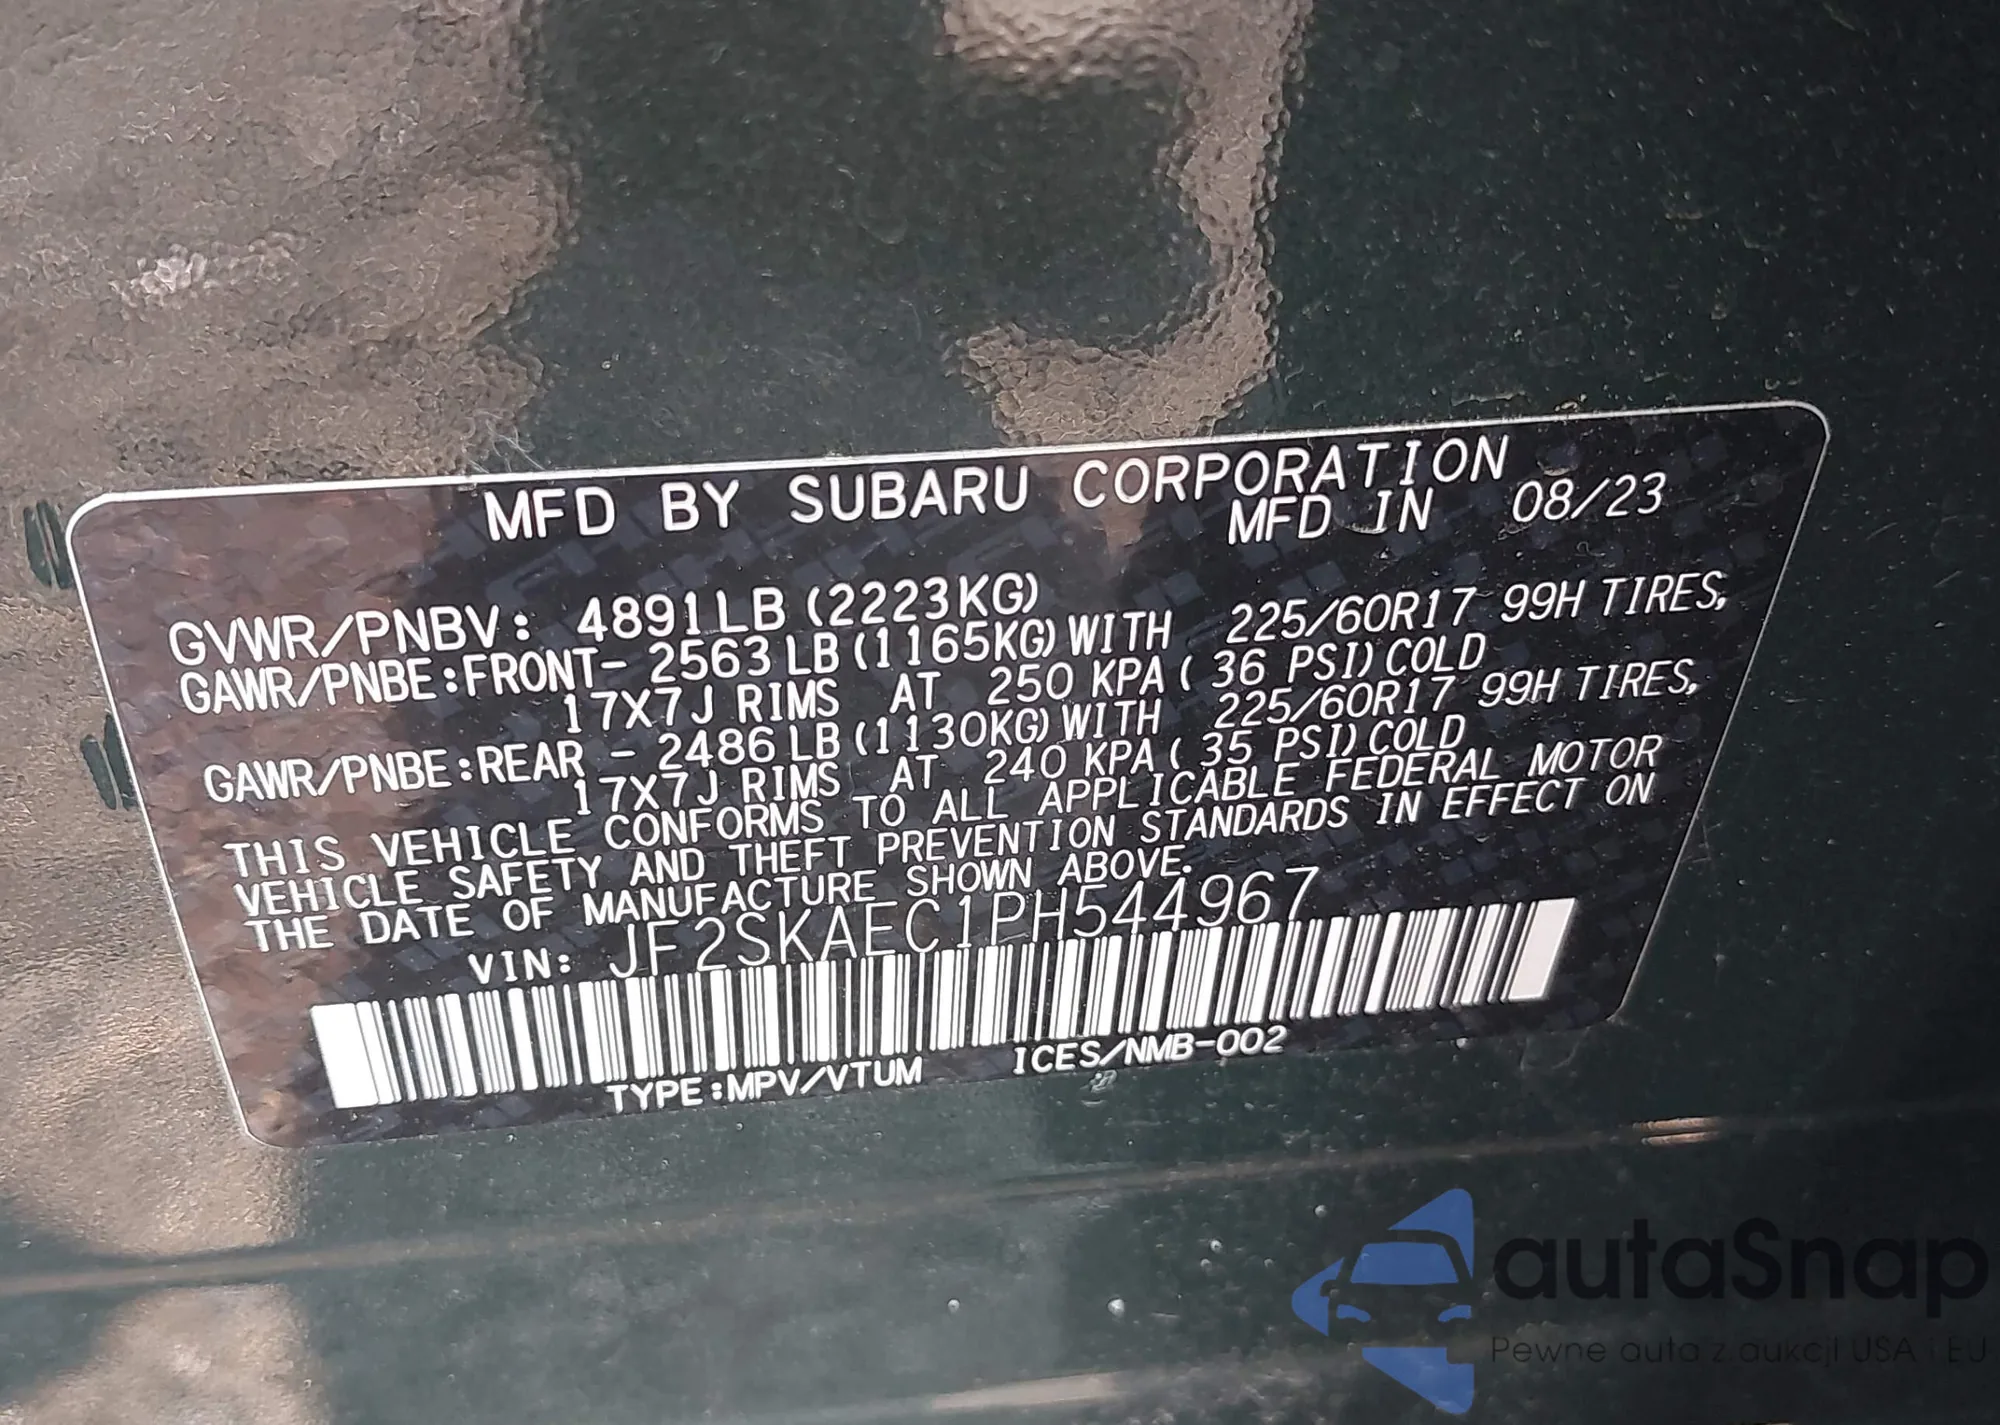 MFD BY SUBARU CORPORATION
MFD IN 08/23
GVWR/PNBV: 4891LB (2223KG)
GAWR/PNBE:FRONT- 2563LB (1165KG) WITH 225/60R17 99H TIRES,
17X7J RIMS AT 250 KPA ( 36 PSI) COLD
GAWR/PNBE:REAR - 2486LB (1130KG) WITH 225/60R17 99H TIRES,
17X7J RIMS AT 240 KPA ( 35 PSI) COLD
THIS VEHICLE CONFORMS TO ALL APPLICABLE FEDERAL MOTOR
VEHICLE SAFETY AND THEFT PREVENTION STANDARDS IN EFFECT ON
THE DATE OF MANUFACTURE SHOWN ABOVE.
VIN: JF2SKAEC1PH544967
TYPE:MPV/VTUM ICES/NMB-002
autaSnap
Pewne auta z aukcji USA i EU